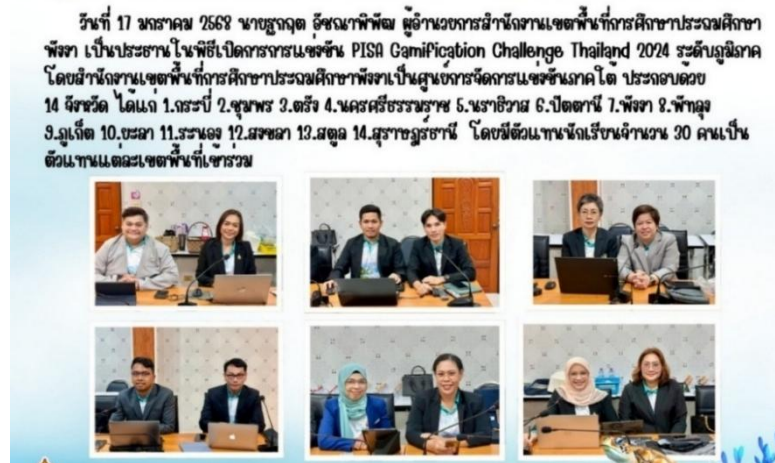 วันที่ 17 มกราคม 2568 นายรฐกฤต อัชฌาพิพัฒ ผู้อำนวยการสำนักงานเขตพื้นที่การศึกษาประถมศึกษา
พังงา เป็นประธานในพิธีเปิดการการแข่งขัน PISA Gamification Challenge Thailand 2024 ระดับภูมิภาค
โดยสำนักงานเขตพื้นที่การศึกษาประถมศึกษาพังงาเป็นศูนย์การจัดการแข่งขันภาคใต้ ประกอบด้วย
14 จังหวัด ได้แก่ 1.กระบี่ 2.ชุมพร 3.ตรัง 4.นครศรีธรรมราช 5.นราธิวาส 6.ปัตตานี 7.พังงา 8.พัทลุง
9.ภูเก็ต 10.ยะลา 11.ระนอง 12.สงขลา 13.สตูล 14.สุราษฎร์ธานี โดยมีตัวแทนนักเรียนจำนวน 30 คนเป็น
ตัวแทนแต่ละเขตพื้นที่เข้าร่วม